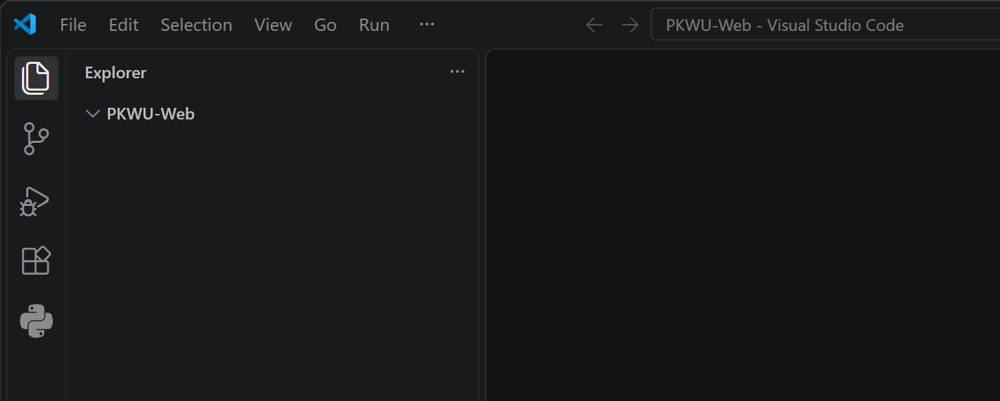 File Edit Selection View Go Run ···
PKWU-Web - Visual Studio Code
Explorer ···
PKWU-Web